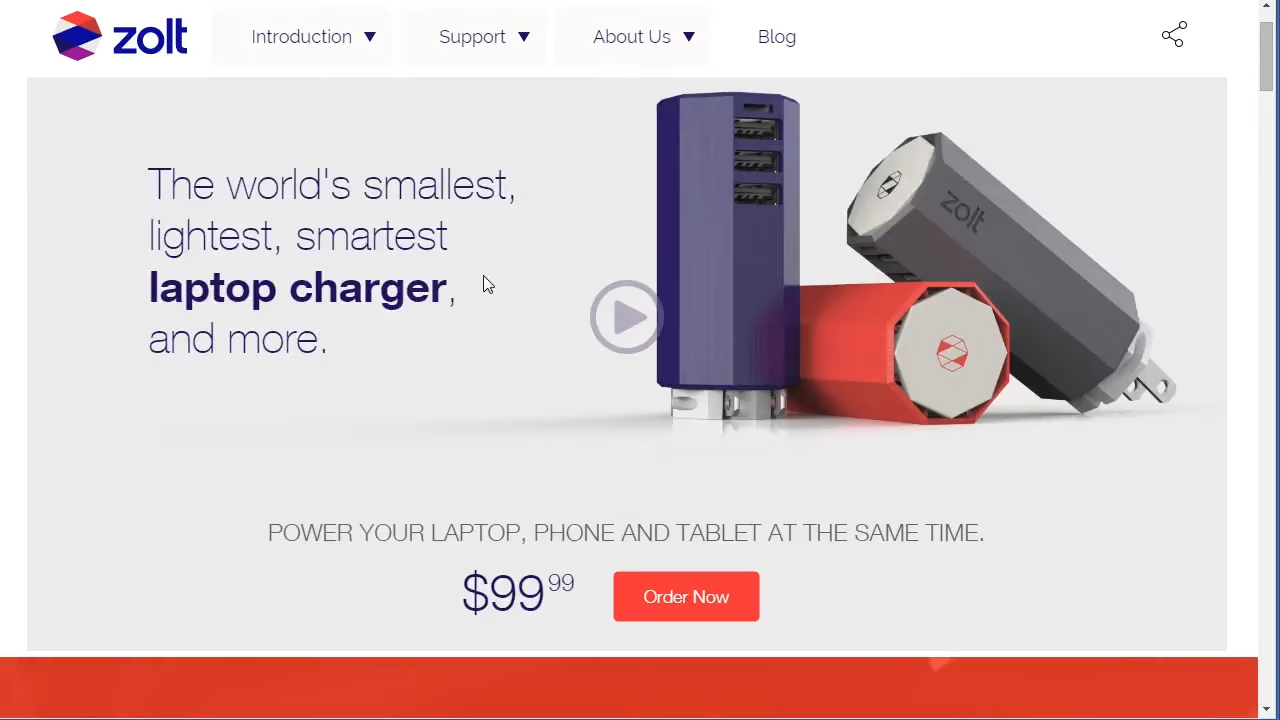 zolt
Introduction
Support
About Us
Blog
The world's smallest,
lightest, smartest
laptop charger,
and more.
zolt
POWER YOUR LAPTOP, PHONE AND TABLET AT THE SAME TIME.
$99 99
Order Now